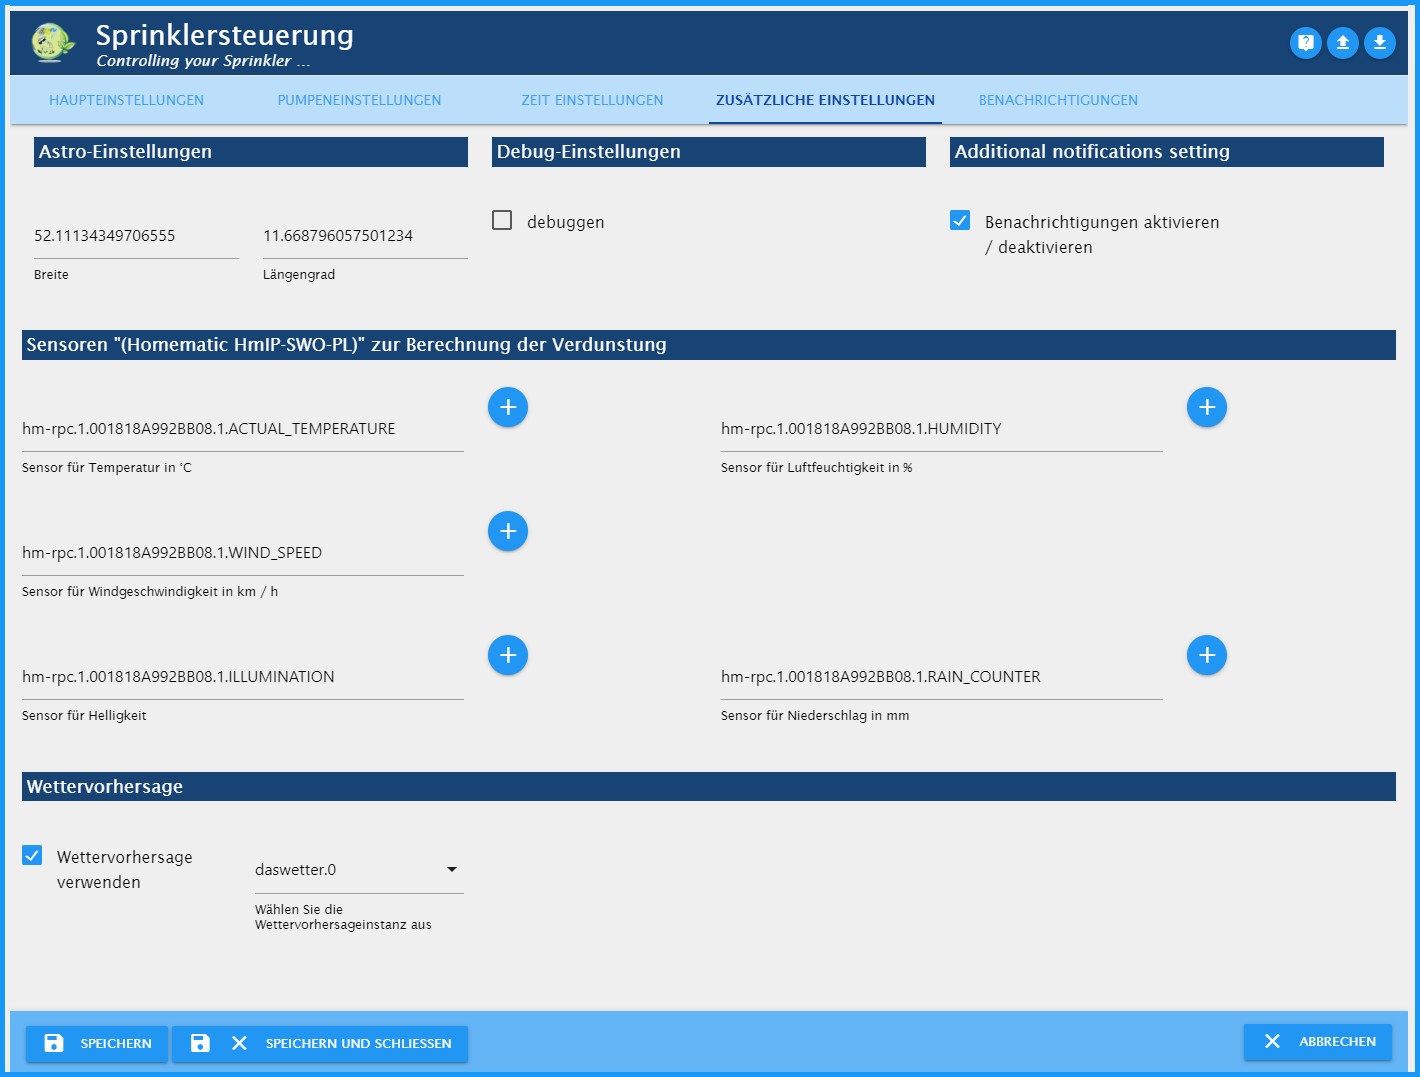 Sprinklersteuerung
Controlling your Sprinkler ...
HAUPTEINSTELLUNGEN
PUMPENEINSTELLUNGEN
ZEIT EINSTELLUNGEN
ZUSÄTZLICHE EINSTELLUNGEN
BENACHRICHTIGUNGEN
Astro-Einstellungen
Debug-Einstellungen
Additional notifications setting
52.11134349706555
11.668796057501234
Breite
Längengrad
debuggen
Benachrichtigungen aktivieren
/ deaktivieren
Sensoren "(Homematic HmIP-SWO-PL)" zur Berechnung der Verdunstung
hm-rpc.1.001818A992BB08.1.ACTUAL_TEMPERATURE
Sensor für Temperatur in °C
hm-rpc.1.001818A992BB08.1.HUMIDITY
Sensor für Luftfeuchtigkeit in %
hm-rpc.1.001818A992BB08.1.WIND_SPEED
Sensor für Windgeschwindigkeit in km / h
hm-rpc.1.001818A992BB08.1.ILLUMINATION
Sensor für Helligkeit
hm-rpc.1.001818A992BB08.1.RAIN_COUNTER
Sensor für Niederschlag in mm
Wettervorhersage
Wettervorhersage
verwenden
daswetter.0
Wählen Sie die
Wettervorhersageinstanz aus
SPEICHERN
SPEICHERN UND SCHLIESSEN
ABBRECHEN